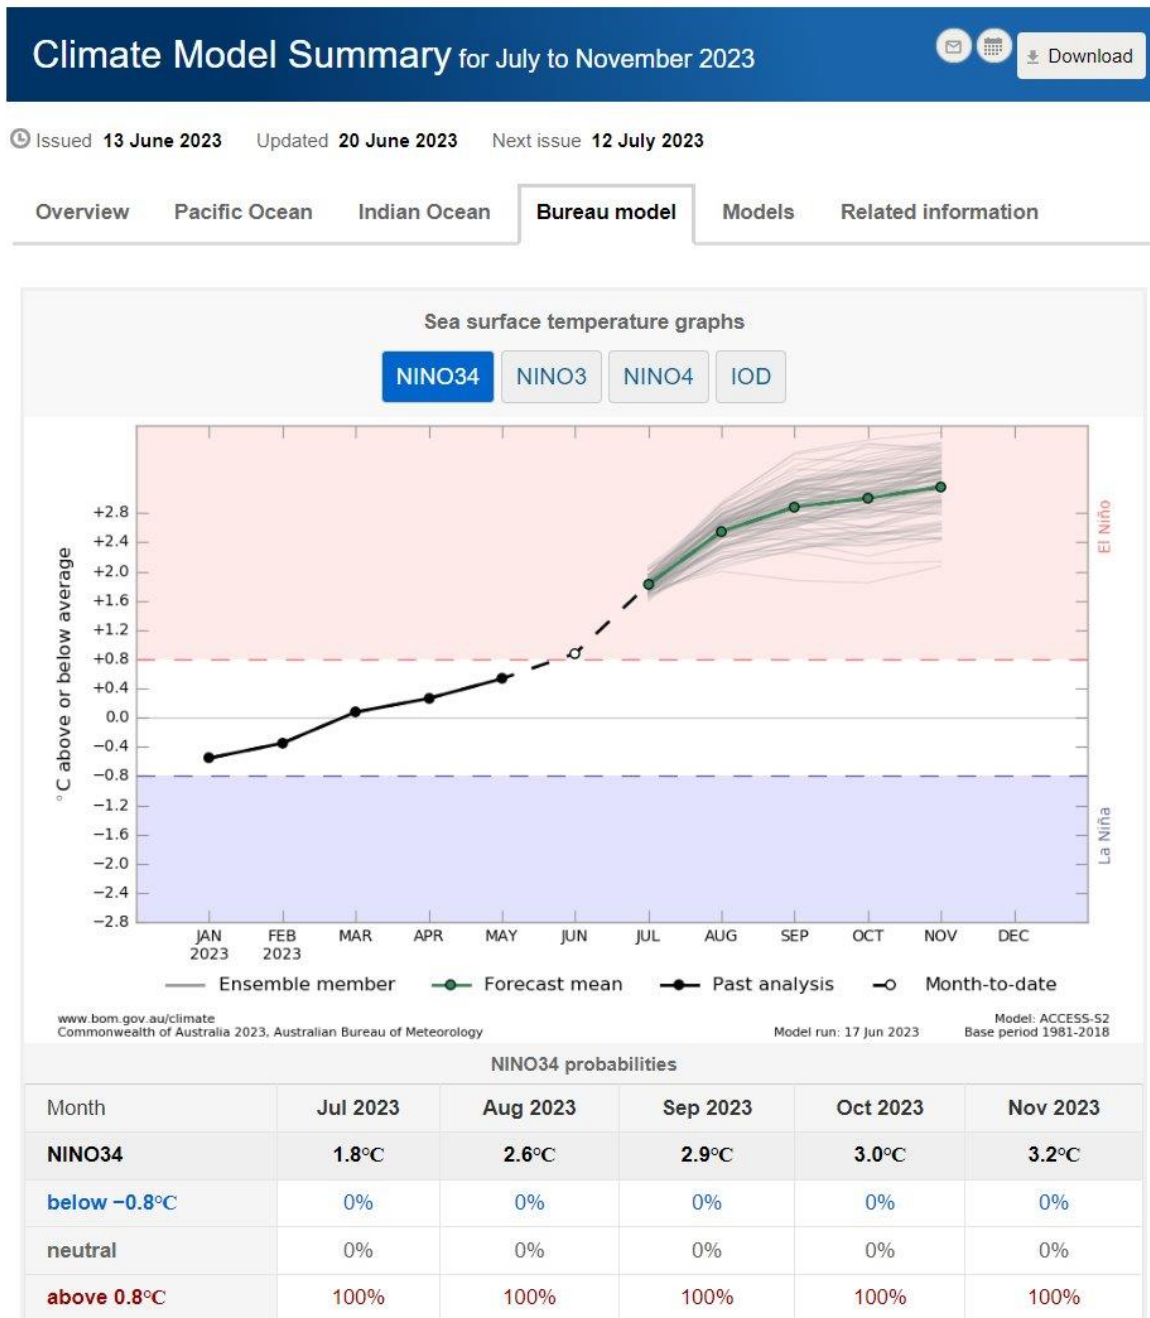 Climate Model Summary for July to November 2023
Download
Issued 13 June 2023 Updated 20 June 2023 Next issue 12 July 2023
Overview Pacific Ocean Indian Ocean Bureau model Models Related information
Sea surface temperature graphs
NINO34 NINO3 NINO4 IOD
°C above or below average
+2.8
+2.4
+2.0
+1.6
+1.2
+0.8
+0.4
0.0
−0.4
−0.8
−1.2
−1.6
−2.0
−2.4
−2.8
El Niño
La Niña
JAN FEB MAR APR MAY JUN JUL AUG SEP OCT NOV DEC
2023 2023
Ensemble member Forecast mean Past analysis Month-to-date
www.bom.gov.au/climate Model: ACCESS-S2
Commonwealth of Australia 2023, Australian Bureau of Meteorology Model run: 17 Jun 2023 Base period 1981-2018
NINO34 probabilities
Month Jul 2023 Aug 2023 Sep 2023 Oct 2023 Nov 2023
NINO34 1.8°C 2.6°C 2.9°C 3.0°C 3.2°C
below −0.8°C 0% 0% 0% 0% 0%
neutral 0% 0% 0% 0% 0%
above 0.8°C 100% 100% 100% 100% 100%